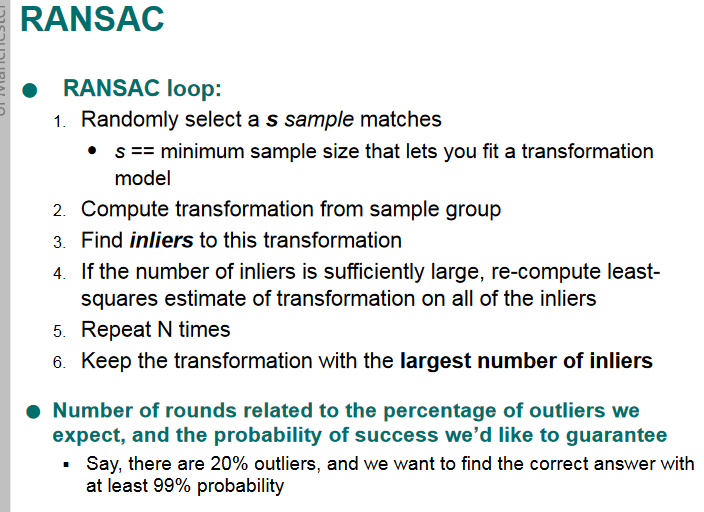 RANSAC
RANSAC loop:
1. Randomly select a s sample matches
• s == minimum sample size that lets you fit a transformation
model
2. Compute transformation from sample group
3. Find inliers to this transformation
4. If the number of inliers is sufficiently large, re-compute least-
squares estimate of transformation on all of the inliers
5. Repeat N times
6. Keep the transformation with the largest number of inliers
Number of rounds related to the percentage of outliers we
expect, and the probability of success we'd like to guarantee
▪ Say, there are 20% outliers, and we want to find the correct answer with
at least 99% probability